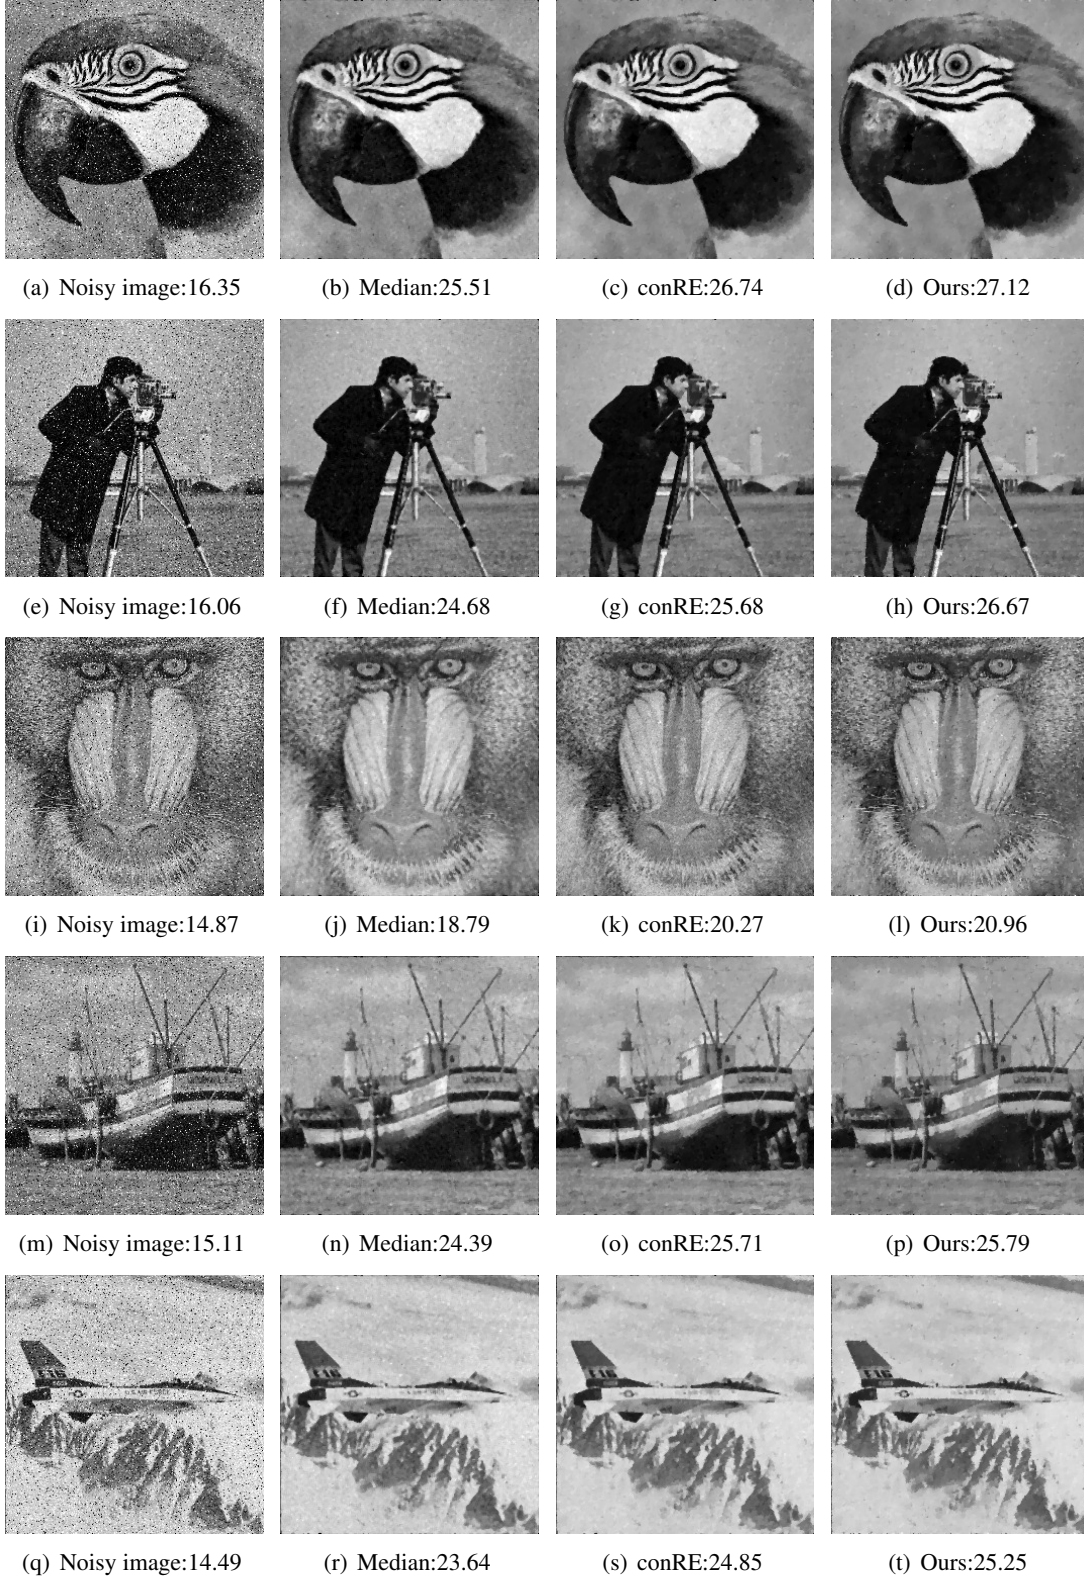 (a) Noisy image:16.35
(b) Median:25.51
(c) conRE:26.74
(d) Ours:27.12
(e) Noisy image:16.06
(f) Median:24.68
(g) conRE:25.68
(h) Ours:26.67
(i) Noisy image:14.87
(j) Median:18.79
(k) conRE:20.27
(l) Ours:20.96
(m) Noisy image:15.11
(n) Median:24.39
(o) conRE:25.71
(p) Ours:25.79
(q) Noisy image:14.49
(r) Median:23.64
(s) conRE:24.85
(t) Ours:25.25